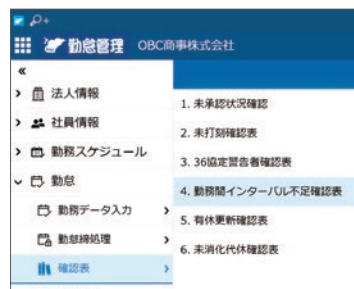 勤怠管理 OBC商事株式会社
«
法人情報
社員情報
勤務スケジュール
勤怠
勤務データ入力
勤怠締処理
確認表
1. 未承認状況確認
2. 未打刻確認表
3. 36協定警告者確認表
4. 勤務間インターバル不足確認表
5. 有休更新確認表
6. 未消化代休確認表